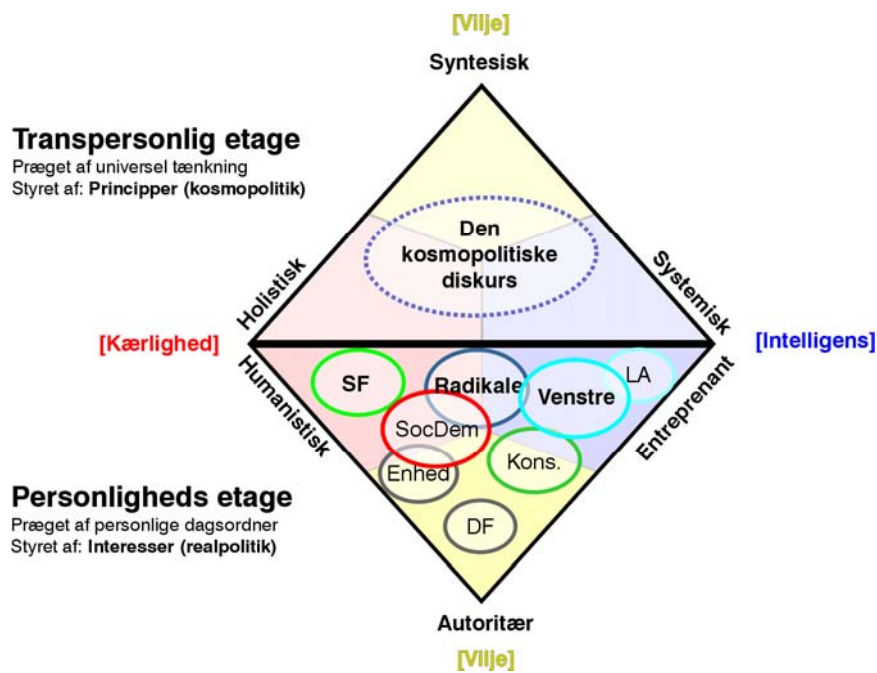 [Vilje]
Syntesisk
Transpersonlig etage
Præget af universel tænkning
Styret af: Principper (kosmopolitik)
Den
kosmopolitiske
diskurs
Holistisk
Systemisk
[Kærlighed]
[Intelligens]
Humanistisk
Entreprenant
SF
Radikale
Venstre
LA
SocDem
Enhed
Kons.
DF
Personligheds etage
Præget af personlige dagsordner
Styret af: Interesser (realpolitik)
Autoritær
[Vilje]